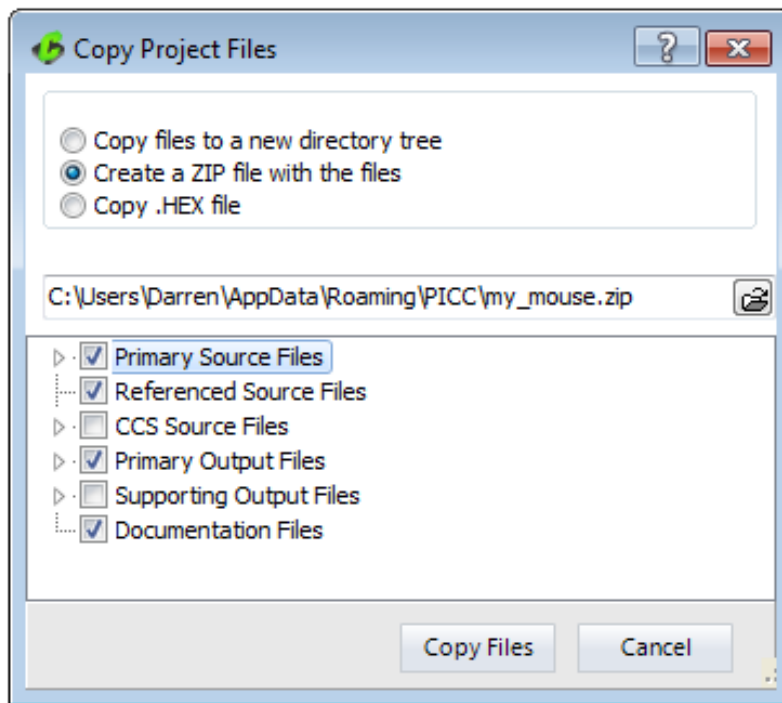 Copy Project Files
Copy files to a new directory tree
Create a ZIP file with the files
Copy .HEX file
C:\Users\Darren\AppData\Roaming\PICC\my_mouse.zip
Primary Source Files
Referenced Source Files
CCS Source Files
Primary Output Files
Supporting Output Files
Documentation Files
Copy Files Cancel